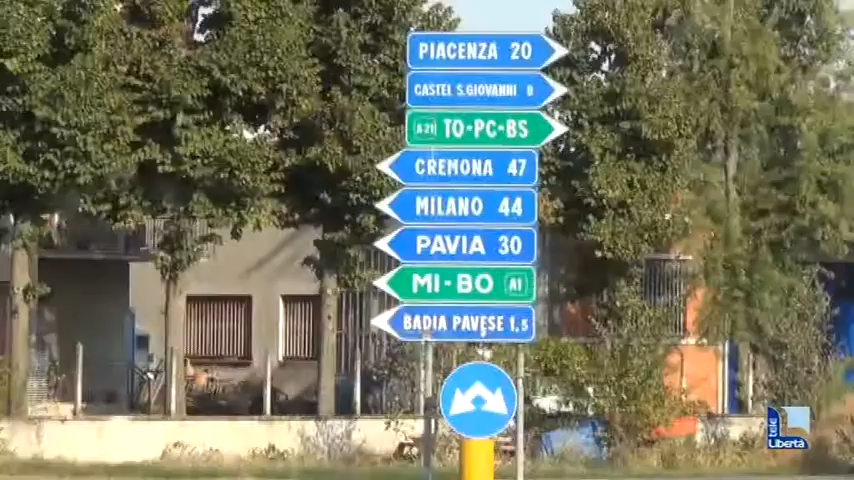 PIACENZA 20
CASTEL S.GIOVANNI 8
A21 TO-PC-BS
CREMONA 47
MILANO 44
PAVIA 30
MI-BO A1
BADIA PAVESE 1,5
tele
Libertà